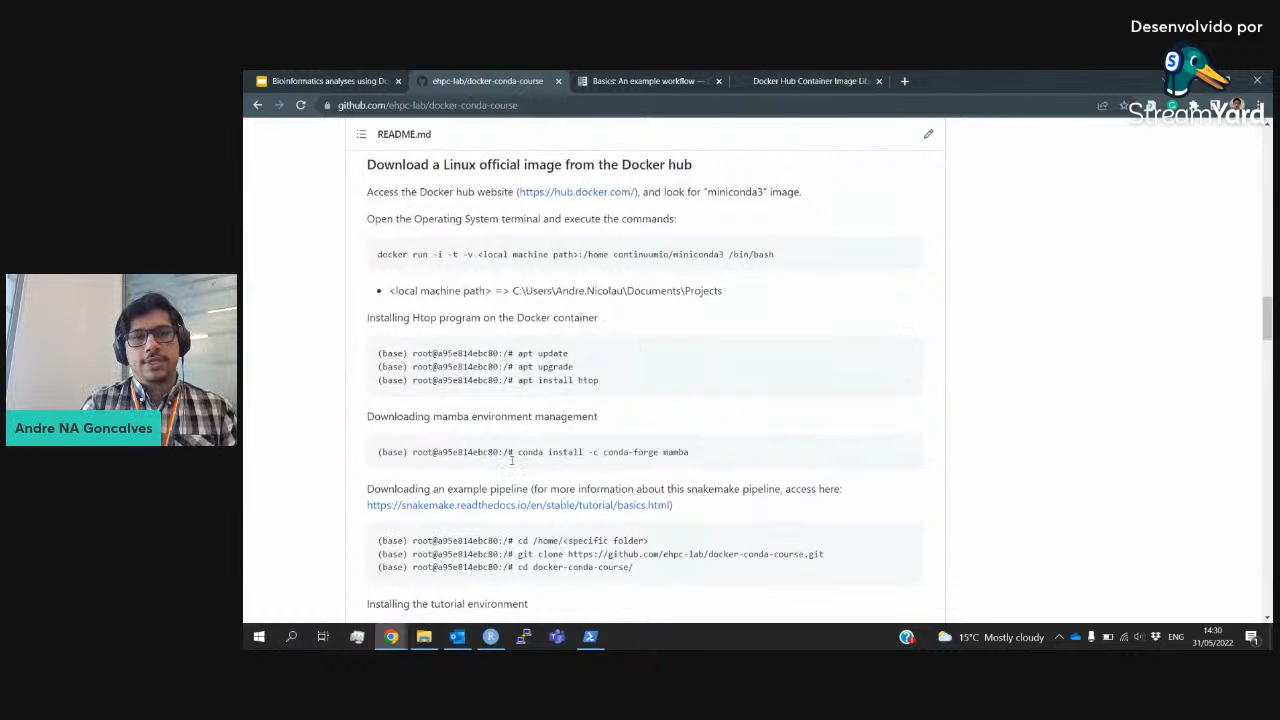 Desenvolvido por
StreamYard
Bioinformatics analyses using Do
ehpc-lab/docker-conda-course
Basics: An example workflow —
Docker Hub Container Image Lib
github.com/ehpc-lab/docker-conda-course
README.md
Download a Linux official image from the Docker hub
Access the Docker hub website (https://hub.docker.com/), and look for "miniconda3" image.
Open the Operating System terminal and execute the commands:
docker run -i -t -v <local machine path>:/home continuumio/miniconda3 /bin/bash
<local machine path> => C:\Users\Andre.Nicolau\Documents\Projects
Installing Htop program on the Docker container
(base) root@a95e814ebc80:/# apt update
(base) root@a95e814ebc80:/# apt upgrade
(base) root@a95e814ebc80:/# apt install htop
Downloading mamba environment management
(base) root@a95e814ebc80:/# conda install -c conda-forge mamba
Downloading an example pipeline (for more information about this snakemake pipeline, access here:
https://snakemake.readthedocs.io/en/stable/tutorial/basics.html)
(base) root@a95e814ebc80:/# cd /home/<specific folder>
(base) root@a95e814ebc80:/# git clone https://github.com/ehpc-lab/docker-conda-course.git
(base) root@a95e814ebc80:/# cd docker-conda-course/
Installing the tutorial environment
Andre NA Goncalves
15°C Mostly cloudy
ENG
14:30
31/05/2022